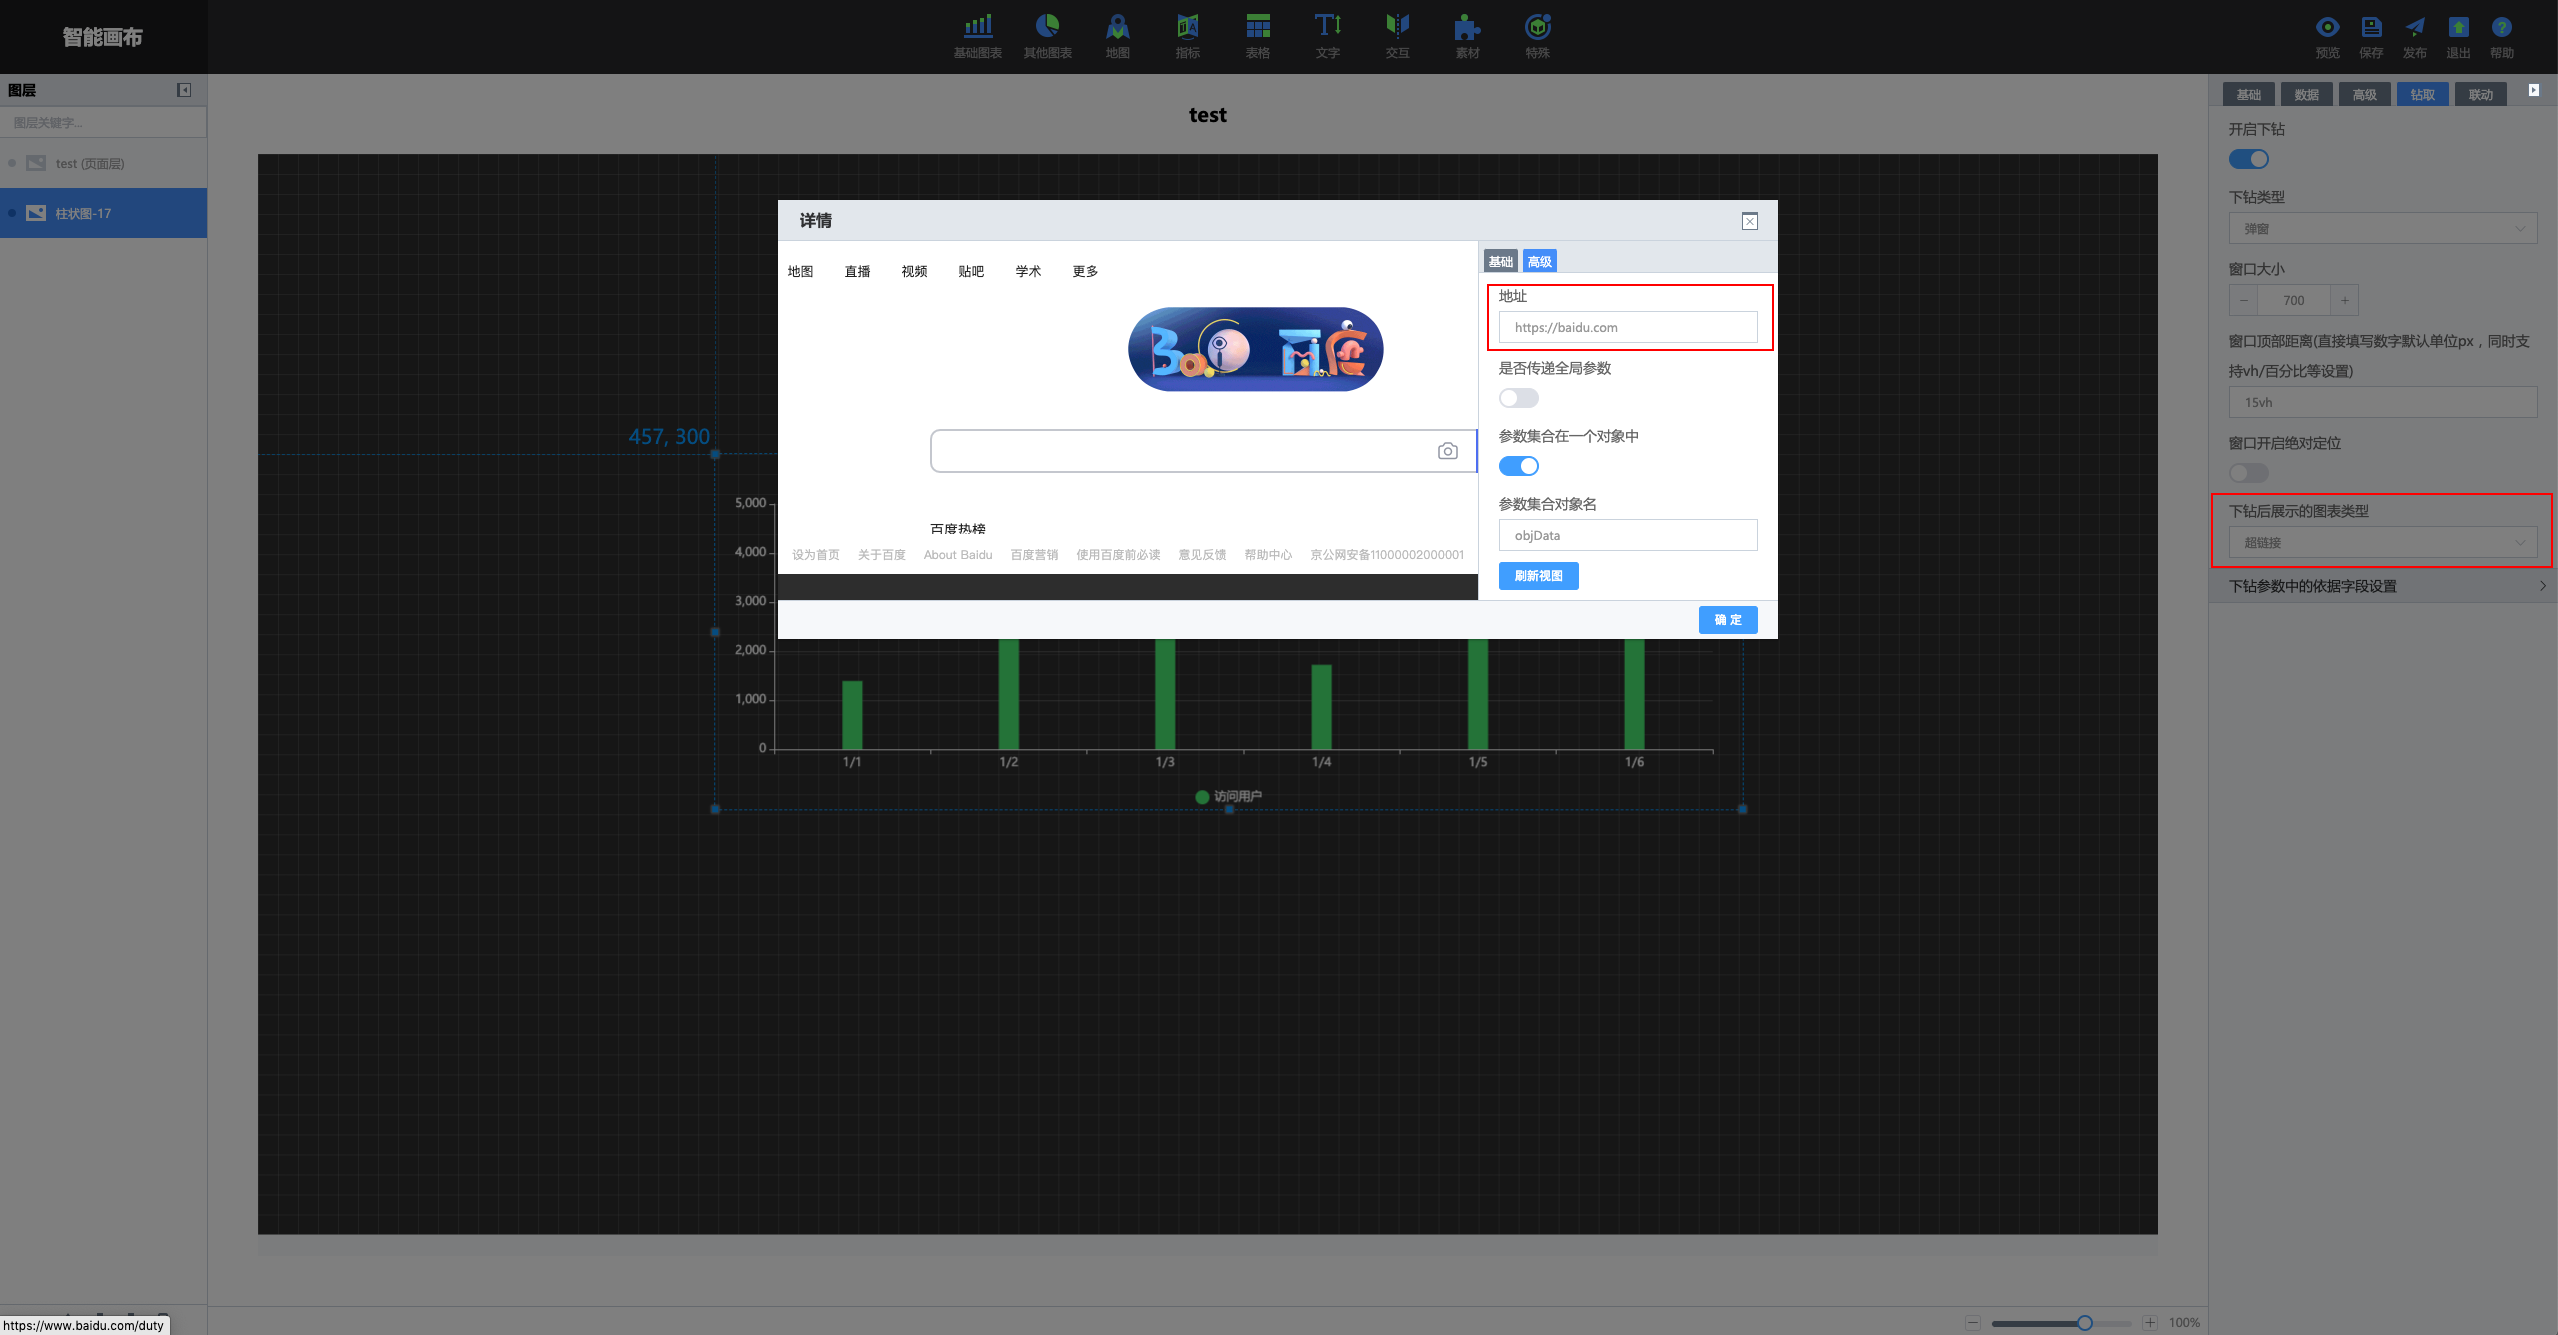 智能画布
基础图表
其他图表
地图
指标
表格
文字
交互
素材
特殊
预览
保存
发布
退出
帮助
图层
图层关键字...
test (页面层)
柱状图-17
test
457, 300
5,000
4,000
3,000
2,000
1,000
0
1/1
1/2
1/3
1/4
1/5
1/6
访问用户
详情
地图
直播
视频
贴吧
学术
更多
百度热榜
设为首页
关于百度
About Baidu
百度营销
使用百度前必读
意见反馈
帮助中心
京公网安备11000002000001
基础
高级
地址
https://baidu.com
是否传递全局参数
参数集合在一个对象中
参数集合对象名
objData
刷新视图
确 定
基础
数据
高级
钻取
联动
开启下钻
下钻类型
弹窗
窗口大小
700
窗口顶部距离(直接填写数字默认单位px，同时支
持vh/百分比等设置)
15vh
窗口开启绝对定位
下钻后展示的图表类型
超链接
下钻参数中的依据字段设置
https://www.baidu.com/duty
100%